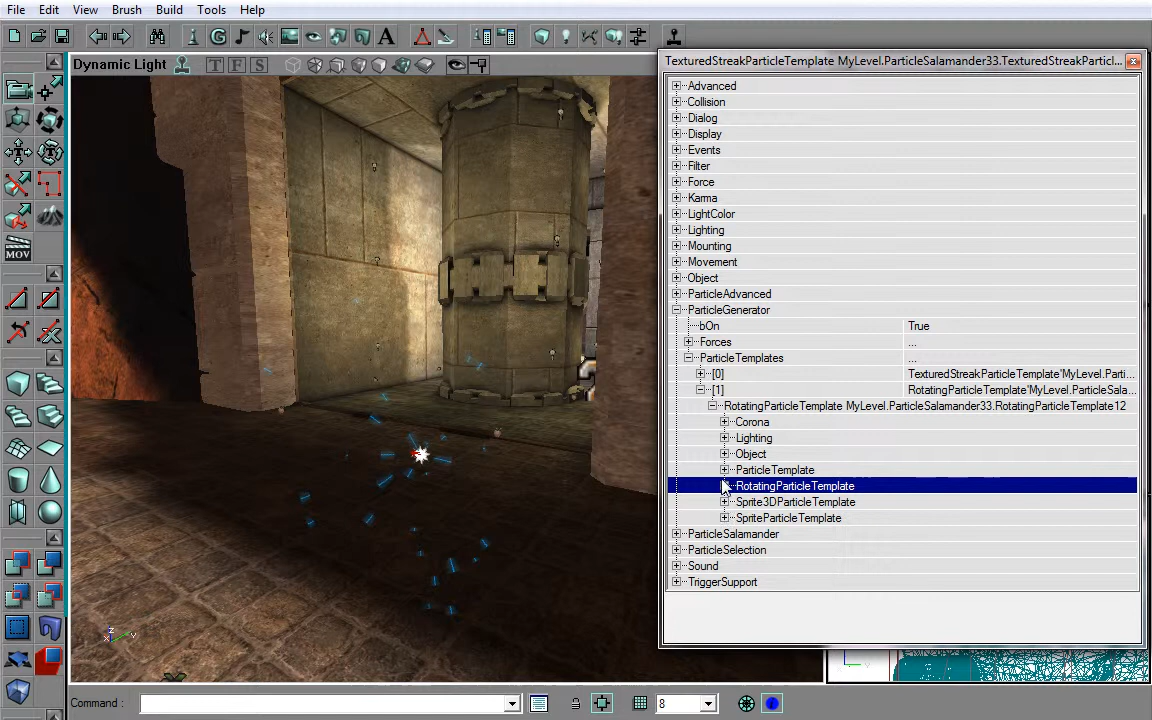 File Edit View Brush Build Tools Help
Dynamic Light T F S
TexturedStreakParticleTemplate MyLevel.ParticleSalamander33.TexturedStreakParticl...
Advanced
Collision
Dialog
Display
Events
Filter
Force
Karma
LightColor
Lighting
Mounting
Movement
Object
ParticleAdvanced
ParticleGenerator
bOn True
Forces ...
ParticleTemplates ...
[0] TexturedStreakParticleTemplate'MyLevel.Parti...
[1] RotatingParticleTemplate'MyLevel.ParticleSala...
RotatingParticleTemplate MyLevel.ParticleSalamander33.RotatingParticleTemplate12
Corona
Lighting
Object
ParticleTemplate
RotatingParticleTemplate
Sprite3DParticleTemplate
SpriteParticleTemplate
ParticleSalamander
ParticleSelection
Sound
TriggerSupport
MOV
Z
X Y
Command : 8